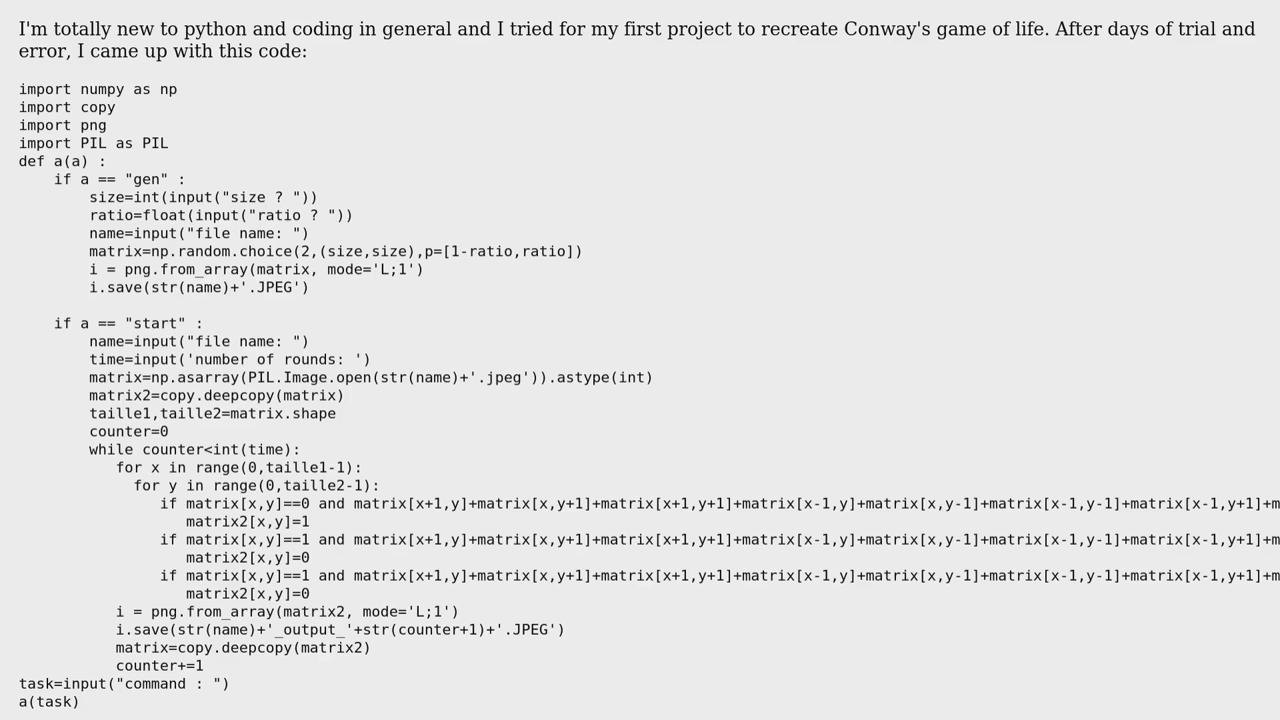 I'm totally new to python and coding in general and I tried for my first project to recreate Conway's game of life. After days of trial and
error, I came up with this code:
import numpy as np
import copy
import png
import PIL as PIL
def a(a) :
    if a == "gen" :
        size=int(input("size ? "))
        ratio=float(input("ratio ? "))
        name=input("file name: ")
        matrix=np.random.choice(2,(size,size),p=[1-ratio,ratio])
        i = png.from_array(matrix, mode='L;1')
        i.save(str(name)+'.JPEG')
    if a == "start" :
        name=input("file name: ")
        time=input('number of rounds: ')
        matrix=np.asarray(PIL.Image.open(str(name)+'.jpeg')).astype(int)
        matrix2=copy.deepcopy(matrix)
        taille1,taille2=matrix.shape
        counter=0
        while counter<int(time):
           for x in range(0,taille1-1):
             for y in range(0,taille2-1):
                if matrix[x,y]==0 and matrix[x+1,y]+matrix[x,y+1]+matrix[x+1,y+1]+matrix[x-1,y]+matrix[x,y-1]+matrix[x-1,y-1]+matrix[x-1,y+1]+m
                   matrix2[x,y]=1
                if matrix[x,y]==1 and matrix[x+1,y]+matrix[x,y+1]+matrix[x+1,y+1]+matrix[x-1,y]+matrix[x,y-1]+matrix[x-1,y-1]+matrix[x-1,y+1]+m
                   matrix2[x,y]=0
                if matrix[x,y]==1 and matrix[x+1,y]+matrix[x,y+1]+matrix[x+1,y+1]+matrix[x-1,y]+matrix[x,y-1]+matrix[x-1,y-1]+matrix[x-1,y+1]+m
                   matrix2[x,y]=0
           i = png.from_array(matrix2, mode='L;1')
           i.save(str(name)+'_output_'+str(counter+1)+'.JPEG')
           matrix=copy.deepcopy(matrix2)
           counter+=1
task=input("command : ")
a(task)